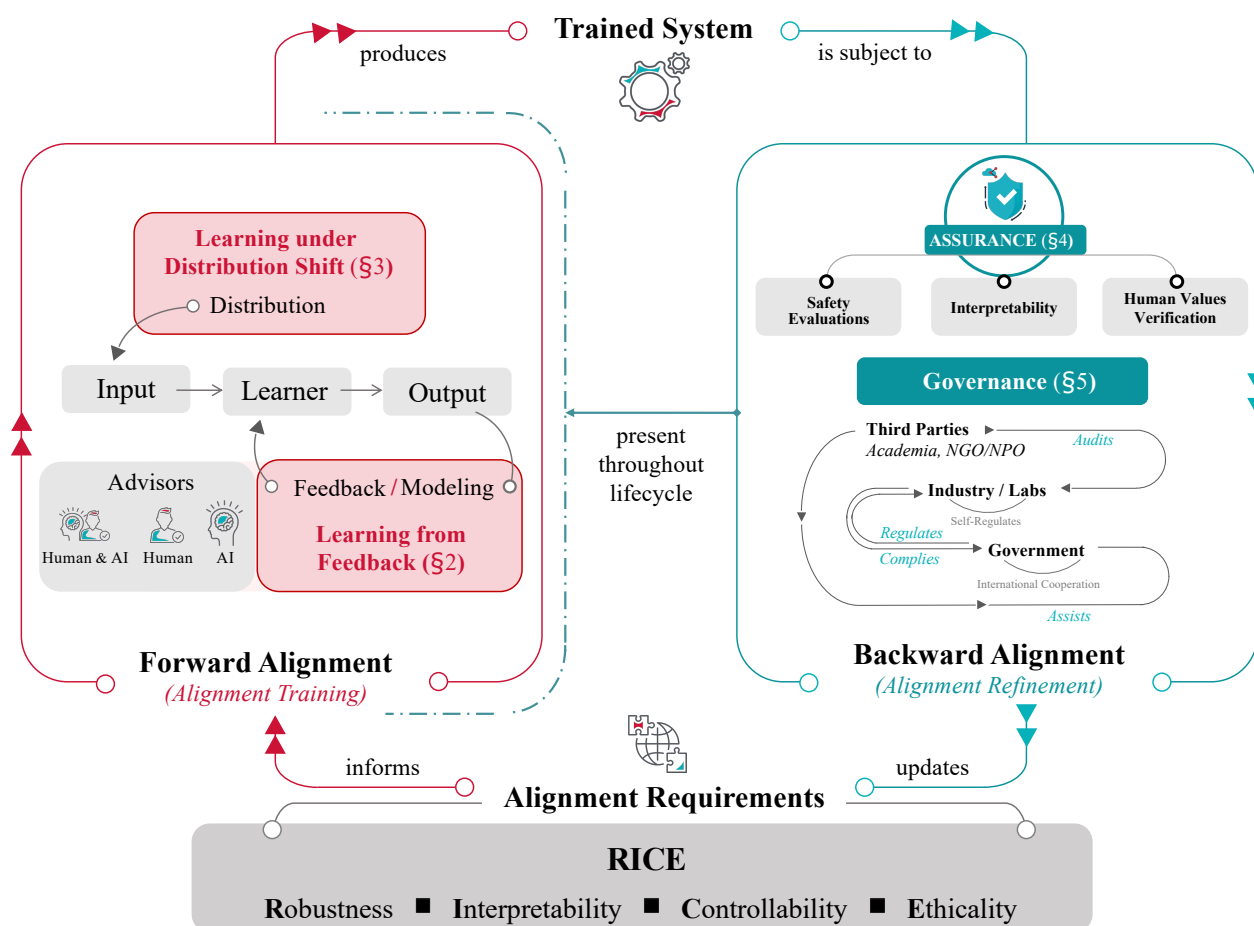 Trained System
produces
is subject to
Learning under
Distribution Shift (§3)
Distribution
Input
Learner
Output
Advisors
Human & AI
Human
AI
Feedback / Modeling
Learning from
Feedback (§2)
Forward Alignment
(Alignment Training)
present
throughout
lifecycle
ASSURANCE (§4)
Safety
Evaluations
Interpretability
Human Values
Verification
Governance (§5)
Third Parties
Academia, NGO/NPO
Audits
Industry / Labs
Self-Regulates
Regulates
Complies
Government
International Cooperation
Assists
Backward Alignment
(Alignment Refinement)
informs
updates
Alignment Requirements
RICE
Robustness ■ Interpretability ■ Controllability ■ Ethicality